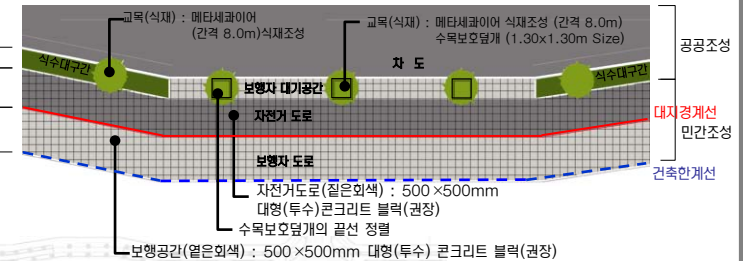 교목(식재) : 메타세콰이어
(간격 8.0m)식재조성
교목(식재) : 메타세콰이어 식재조성 (간격 8.0m)
수목보호덮개 (1.30x1.30m Size)
차 도
공공조성
식수대구간
식수대구간
보행자 대기공간
자전거 도로
대지경계선
민간조성
보행자 도로
건축한계선
자전거도로(짙은회색) : 500×500mm
대형(투수)콘크리트 블럭(권장)
수목보호덮개의 끝선 정렬
보행공간(옅은회색) : 500×500mm 대형(투수) 콘크리트 블럭(권장)